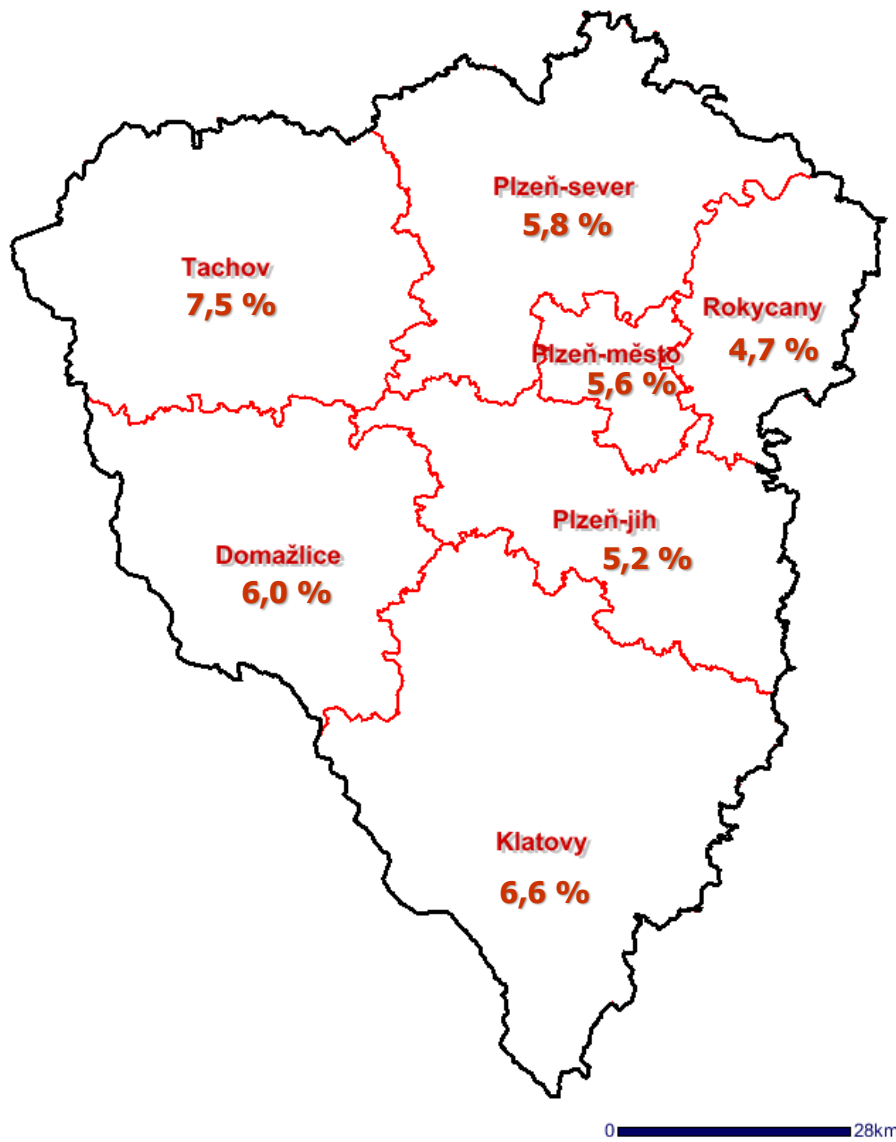 Plzeň-sever
5,8 %
Tachov
7,5 %
Rokycany
4,7 %
Plzeň-město
5,6 %
Plzeň-jih
5,2 %
Domažlice
6,0 %
Klatovy
6,6 %
0 28km